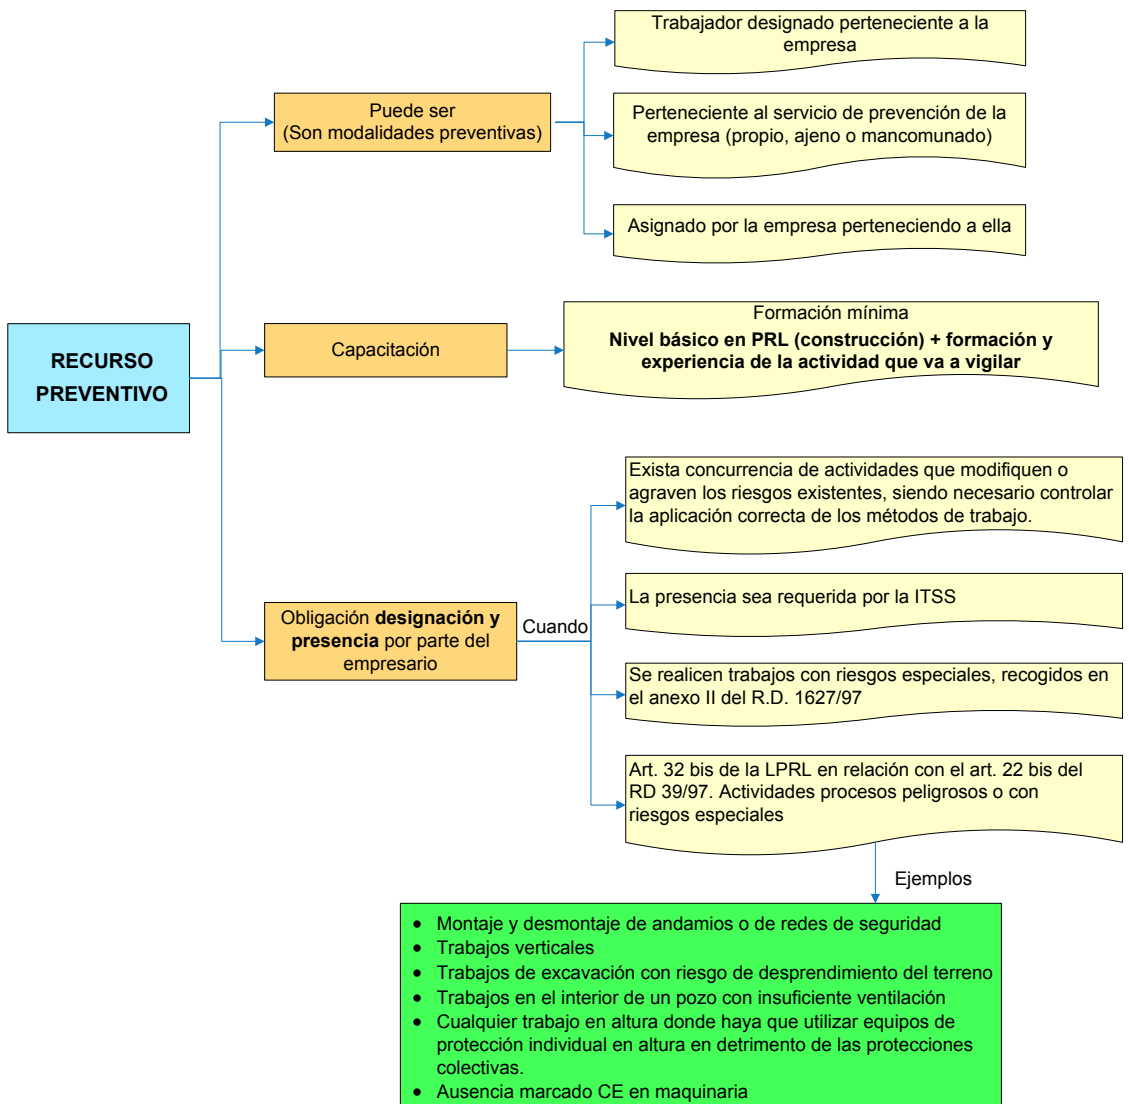 Trabajador designado perteneciente a la
empresa
Puede ser
(Son modalidades preventivas)
Perteneciente al servicio de prevención de la
empresa (propio, ajeno o mancomunado)
Asignado por la empresa perteneciendo a ella
RECURSO
PREVENTIVO
Capacitación
Formación mínima
Nivel básico en PRL (construcción) + formación y
experiencia de la actividad que va a vigilar
Obligación designación y
presencia por parte del
empresario
Cuando
Exista concurrencia de actividades que modifiquen o
agraven los riesgos existentes, siendo necesario controlar
la aplicación correcta de los métodos de trabajo.
La presencia sea requerida por la ITSS
Se realicen trabajos con riesgos especiales, recogidos en
el anexo II del R.D. 1627/97
Art. 32 bis de la LPRL en relación con el art. 22 bis del
RD 39/97. Actividades procesos peligrosos o con
riesgos especiales
Ejemplos
• Montaje y desmontaje de andamios o de redes de seguridad
• Trabajos verticales
• Trabajos de excavación con riesgo de desprendimiento del terreno
• Trabajos en el interior de un pozo con insuficiente ventilación
• Cualquier trabajo en altura donde haya que utilizar equipos de
protección individual en altura en detrimento de las protecciones
colectivas.
• Ausencia marcado CE en maquinaria